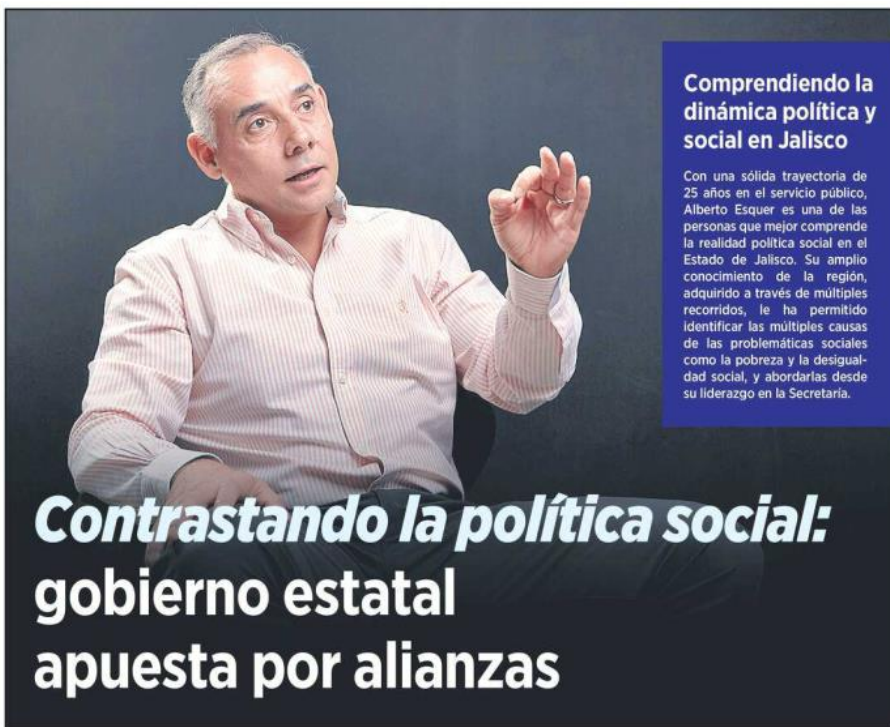 Comprendiendo la
dinámica política y
social en Jalisco
Con una sólida trayectoria de
25 años en el servicio público,
Alberto Esquer es una de las
personas que mejor comprende
la realidad política social en el
Estado de Jalisco. Su amplio
conocimiento de la región,
adquirido a través de múltiples
recorridos, le ha permitido
identificar las múltiples causas
de las problemáticas sociales
como la pobreza y la desigual-
dad social, y abordarlas desde
su liderazgo en la Secretaría.
Contrastando la política social:
gobierno estatal
apuesta por alianzas